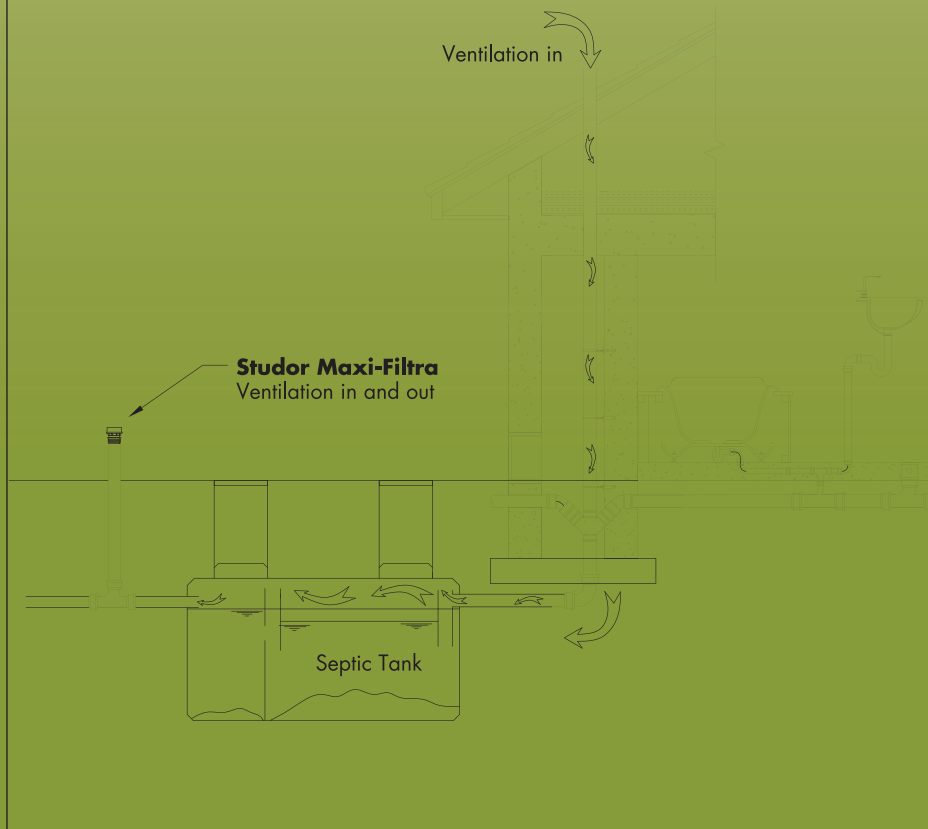 Ventilation in
Studor Maxi-Filtra
Ventilation in and out
Septic Tank